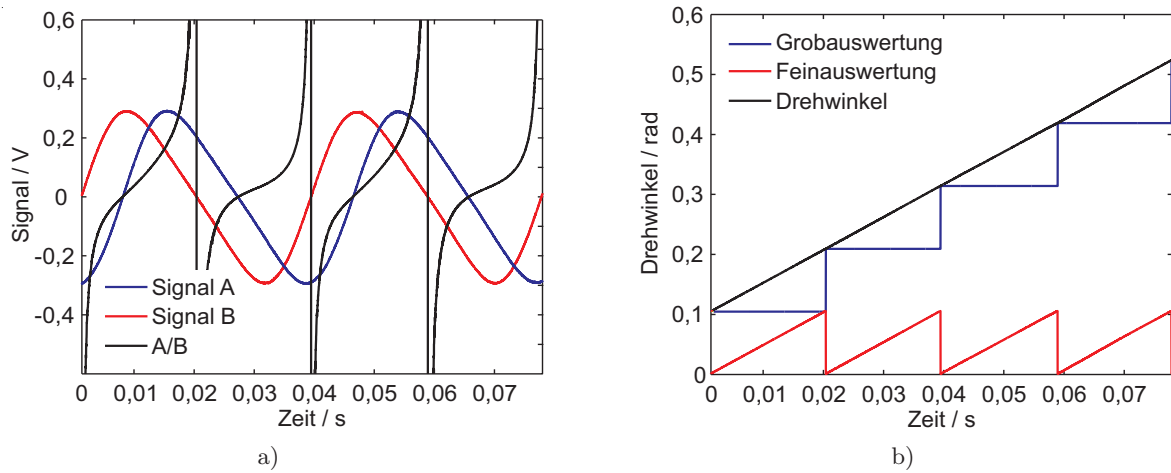 0,6
0,4
0,2
0
-0,2
-0,4
Signal / V
Signal A
Signal B
A/B
0 0,01 0,02 0,03 0,04 0,05 0,06 0,07
Zeit / s
a)
0,6
0,5
0,4
0,3
0,2
0,1
0
Drehwinkel / rad
Grobauswertung
Feinauswertung
Drehwinkel
0 0,01 0,02 0,03 0,04 0,05 0,06 0,07
Zeit / s
b)